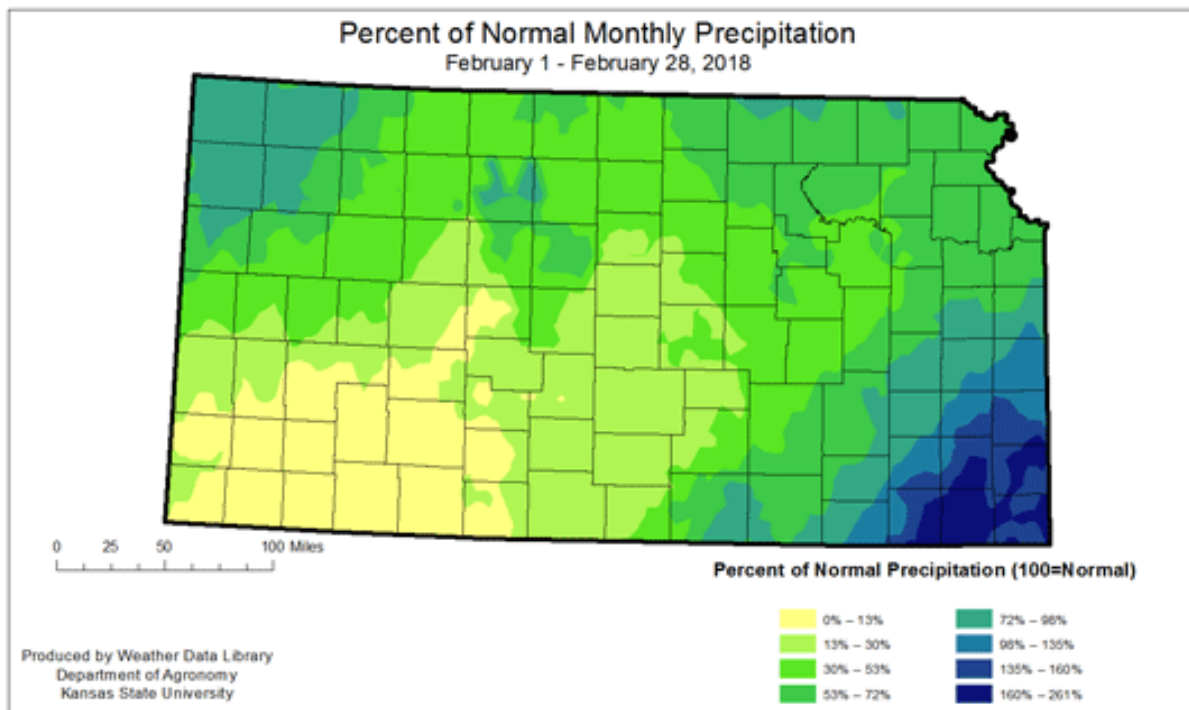 Percent of Normal Monthly Precipitation
February 1 - February 28, 2018
0 25 50 100 Miles
Percent of Normal Precipitation (100=Normal)
0% – 13%
13% – 30%
30% – 53%
53% – 72%
72% – 98%
98% – 135%
135% – 160%
160% – 261%
Produced by Weather Data Library
Department of Agronomy
Kansas State University